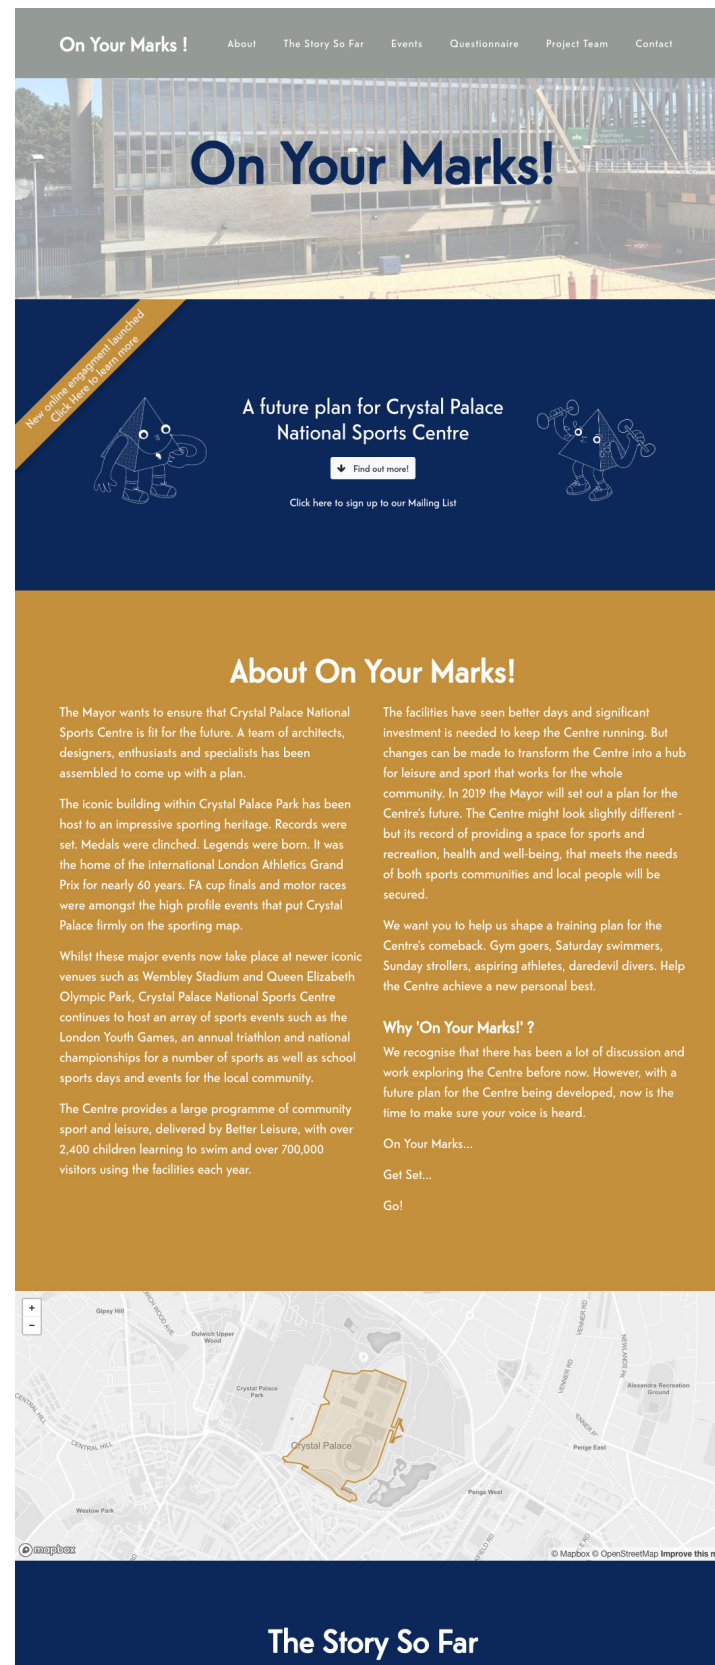 On Your Marks !
About
The Story So Far
Events
Questionnaire
Project Team
Contact
On Your Marks!
New online engagment launched
Click Here to learn more
A future plan for Crystal Palace
National Sports Centre
Find out more!
Click here to sign up to our Mailing List
About On Your Marks!
The Mayor wants to ensure that Crystal Palace National
Sports Centre is fit for the future. A team of architects,
designers, enthusiasts and specialists has been
assembled to come up with a plan.
The iconic building within Crystal Palace Park has been
host to an impressive sporting heritage. Records were
set. Medals were clinched. Legends were born. It was
the home of the international London Athletics Grand
Prix for nearly 60 years. FA cup finals and motor races
were amongst the high profile events that put Crystal
Palace firmly on the sporting map.
Whilst these major events now take place at newer iconic
venues such as Wembley Stadium and Queen Elizabeth
Olympic Park, Crystal Palace National Sports Centre
continues to host an array of sports events such as the
London Youth Games, an annual triathlon and national
championships for a number of sports as well as school
sports days and events for the local community.
The Centre provides a large programme of community
sport and leisure, delivered by Better Leisure, with over
2,400 children learning to swim and over 700,000
visitors using the facilities each year.
The facilities have seen better days and significant
investment is needed to keep the Centre running. But
changes can be made to transform the Centre into a hub
for leisure and sport that works for the whole
community. In 2019 the Mayor will set out a plan for the
Centre's future. The Centre might look slightly different -
but its record of providing a space for sports and
recreation, health and well-being, that meets the needs
of both sports communities and local people will be
secured.
We want you to help us shape a training plan for the
Centre's comeback. Gym goers, Saturday swimmers,
Sunday strollers, aspiring athletes, daredevil divers. Help
the Centre achieve a new personal best.
Why 'On Your Marks!' ?
We recognise that there has been a lot of discussion and
work exploring the Centre before now. However, with a
future plan for the Centre being developed, now is the
time to make sure your voice is heard.
On Your Marks...
Get Set...
Go!
+
−
Gipsy Hill
Dulwich Upper
Wood
WOOD AVE.
VENNER RD
NEWLANDS PK
VENNER RD
Crystal Palace
Park
Alexandra Recreation
Ground
CENTRAL HILL
CENTRAL HILL
Crystal Palace
Penge East
Penge West
Westow Park
mapbox
© Mapbox © OpenStreetMap Improve this
The Story So Far